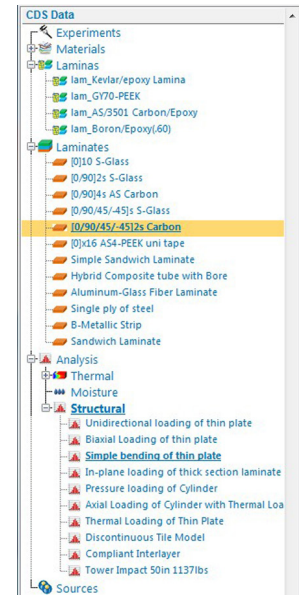 CDS Data
Experiments
Materials
Laminas
lam_Kevlar/epoxy Lamina
lam_GY70-PEEK
lam_AS/3501 Carbon/Epoxy
lam_Boron/Epoxy(.60)
Laminates
[0]10 S-Glass
[0/90]2s S-Glass
[0/90]4s AS Carbon
[0/90/45/-45]s S-Glass
[0/90/45/-45]2s Carbon
[0]x16 AS4-PEEK uni tape
Simple Sandwich Laminate
Hybrid Composite tube with Bore
Aluminum-Glass Fiber Laminate
Single ply of steel
B-Metallic Strip
Sandwich Laminate
Analysis
Thermal
Moisture
Structural
Unidirectional loading of thin plate
Biaxial Loading of thin plate
Simple bending of thin plate
In-plane loading of thick section laminate
Pressure loading of Cylinder
Axial Loading of Cylinder with Thermal Loa
Thermal Loading of Thin Plate
Discontinuous Tile Model
Compliant Interlayer
Tower Impact 50in 1137lbs
Sources